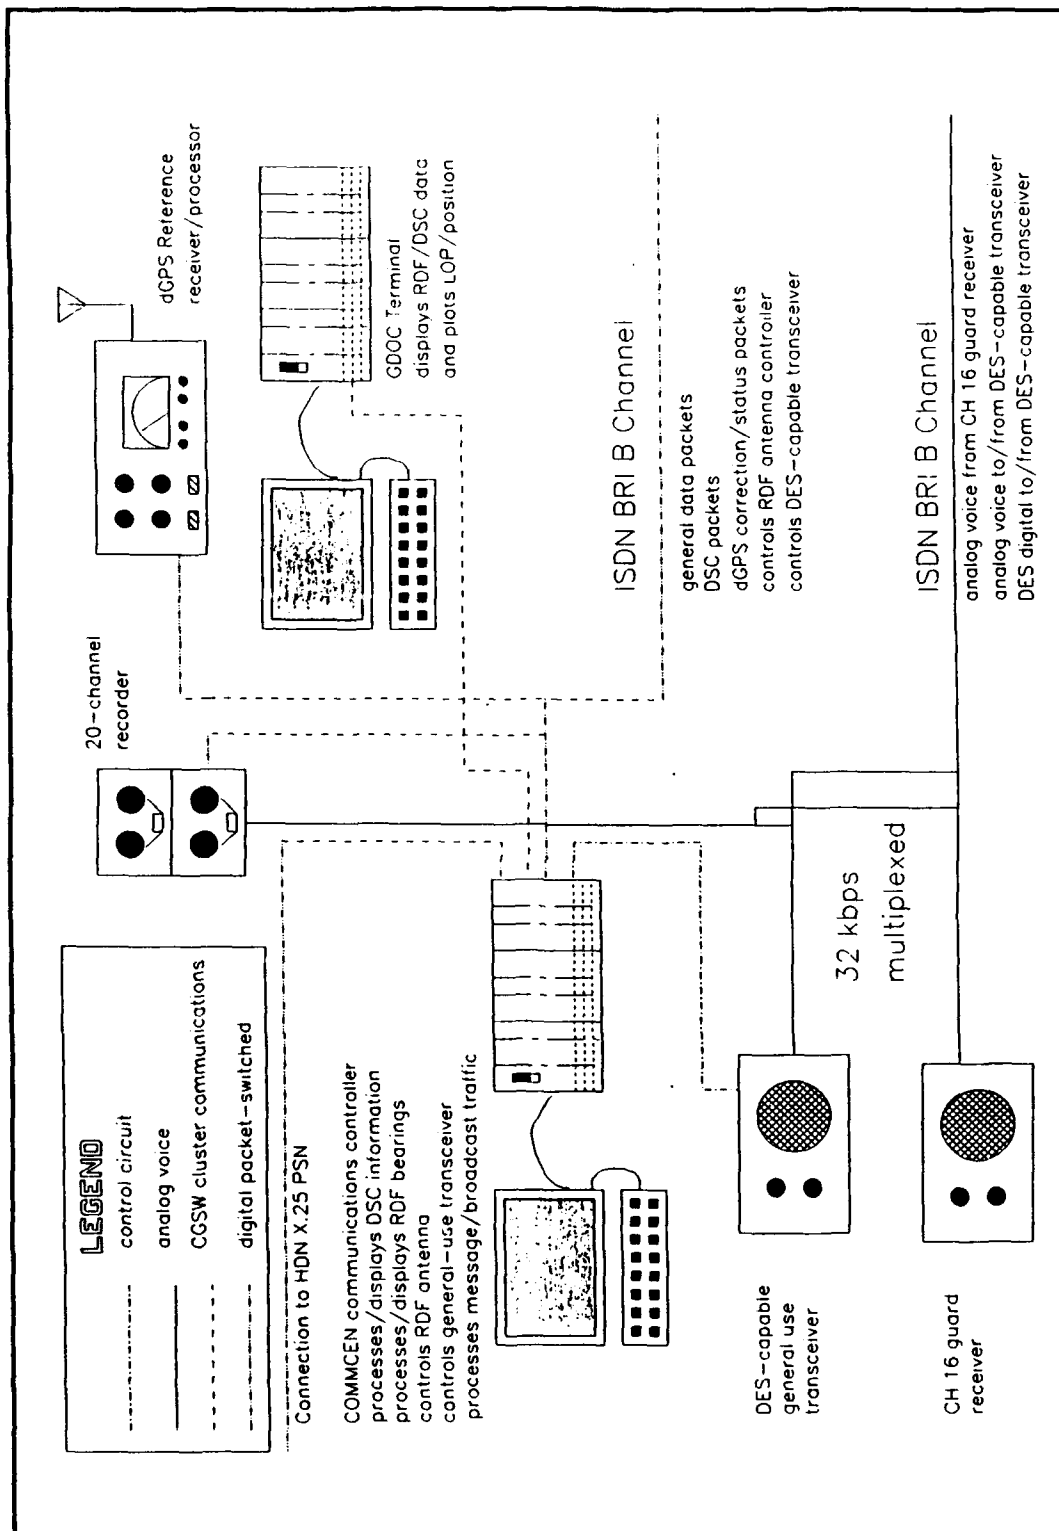 LEGEND
control circuit
analog voice
CGSW cluster communications
digital packet-switched
Connection to HDN X.25 PSN
COMMCEN communications controller
processes/displays DSC information
processes/displays RDF bearings
controls RDF antenna
controls general-use transceiver
processes message/broadcast traffic
20-channel
recorder
dGPS Reference
receiver/processor
GDOC Terminal
displays RDF/DSC data
and plots LOP/position
ISDN BRI B Channel
general data packets
DSC packets
dGPS correction/status packets
controls RDF antenna controller
controls DES-capable transceiver
DES-capable
general use
transceiver
32 kbps
multiplexed
CH 16 guard
receiver
ISDN BRI B Channel
analog voice from CH 16 guard receiver
analog voice to/from DES-capable transceiver
DES digital to/from DES-capable transceiver